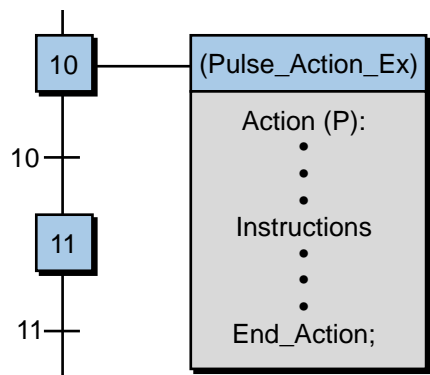 10
(Pulse_Action_Ex)
Action (P):
10
11
Instructions
11
End_Action;